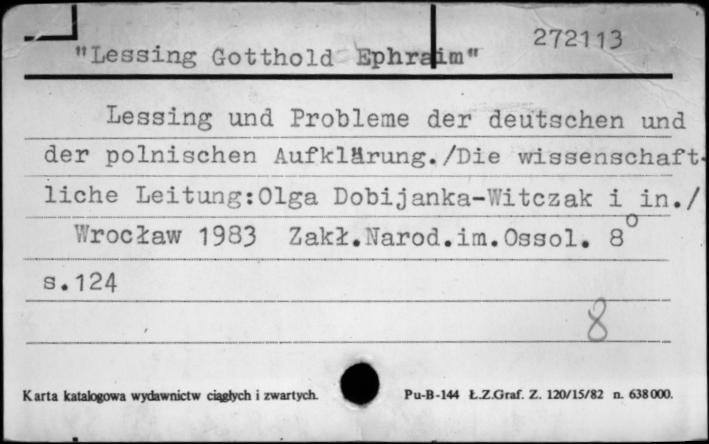 272113
"Lessing Gotthold Ephraim"
Lessing und Probleme der deutschen und
der polnischen Aufklärung./Die wissenschaft-
liche Leitung:Olga Dobijanka-Witczak i in./
Wrocław 1983 Zakł.Narod.im.Ossol. 8°
s.124
8
Karta katalogowa wydawnictw ciągłych i zwartych. Pu-B-144 Ł.Z.Graf. Z. 120/15/82 n. 638000.